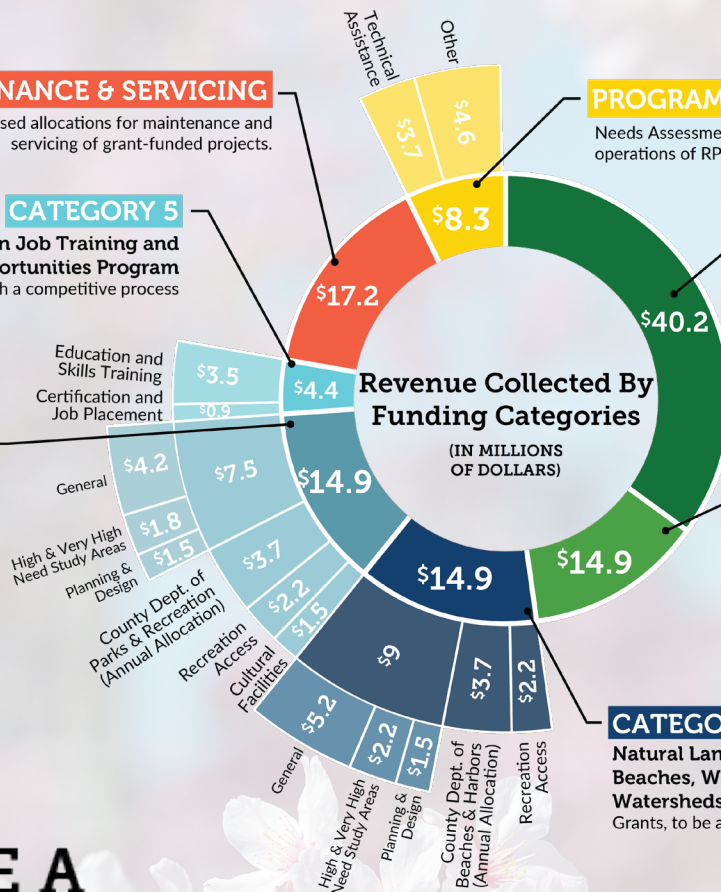 Technical
Assistance
Other
$3.7
$4.6
NANCE & SERVICING
sed allocations for maintenance and
servicing of grant-funded projects.
PROGRAM
Needs Assessme
operations of RP
$8.3
CATEGORY 5
n Job Training and
ortunities Program
h a competitive process
$17.2
$40.2
Education and
Skills Training
$3.5
Certification and
Job Placement
$0.9
$4.4
Revenue Collected By
Funding Categories
(IN MILLIONS
OF DOLLARS)
General
$4.2
$7.5
$14.9
High & Very High
Need Study Areas
$1.8
Planning &
Design
$1.5
County Dept. of
Parks & Recreation
(Annual Allocation)
$3.7
Recreation
Access
$2.2
Cultural
Facilities
$1.5
$14.9
$14.9
$9
$3.7
$2.2
General
$5.2
High & Very High
Need Study Areas
$2.2
Planning &
Design
$1.5
County Dept. of
Beaches & Harbors
(Annual Allocation)
Recreation
Access
CATEGO
Natural Lan
Beaches, W
Watersheds
Grants, to be a
E A